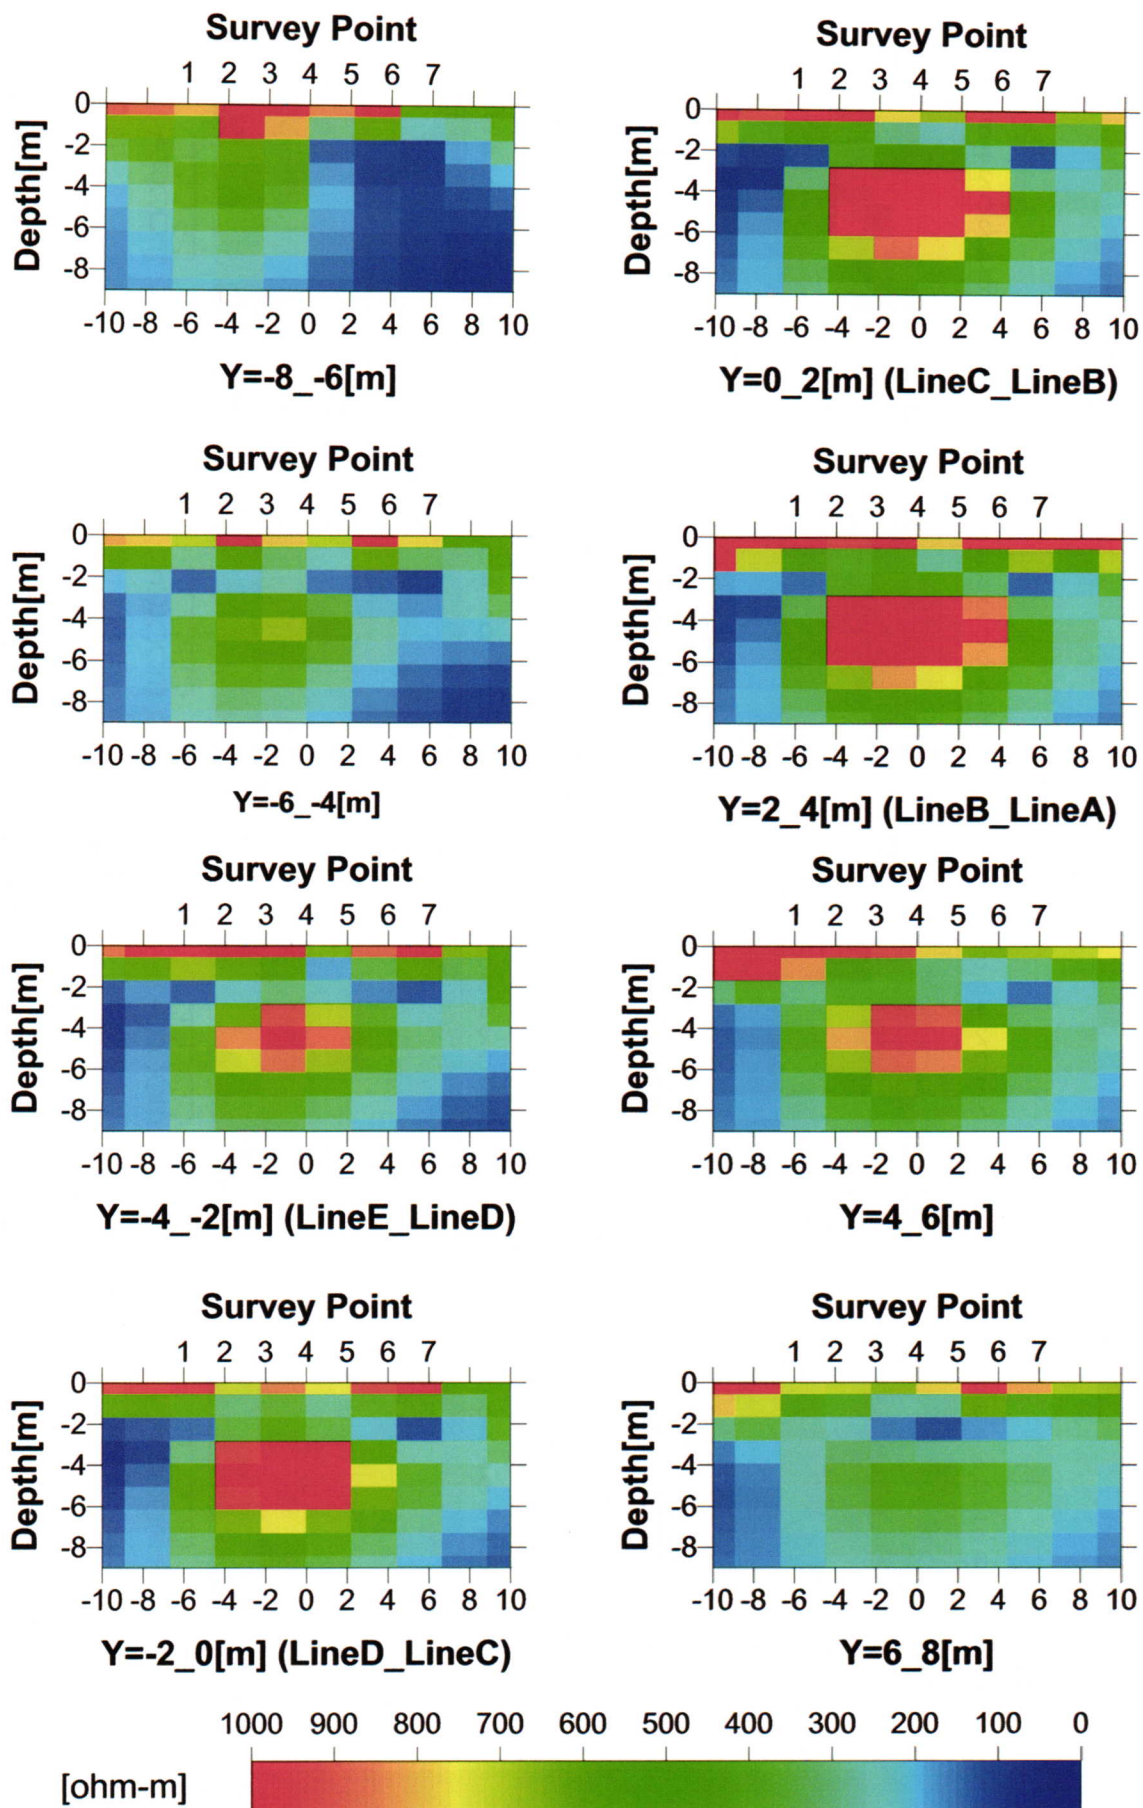 Survey Point
1 2 3 4 5 6 7
Depth[m]
0
-2
-4
-6
-8
-10 -8 -6 -4 -2 0 2 4 6 8 10
Y=-8_-6[m]
Survey Point
1 2 3 4 5 6 7
Depth[m]
0
-2
-4
-6
-8
-10 -8 -6 -4 -2 0 2 4 6 8 10
Y=0_2[m] (LineC_LineB)
Survey Point
1 2 3 4 5 6 7
Depth[m]
0
-2
-4
-6
-8
-10 -8 -6 -4 -2 0 2 4 6 8 10
Y=-6_-4[m]
Survey Point
1 2 3 4 5 6 7
Depth[m]
0
-2
-4
-6
-8
-10 -8 -6 -4 -2 0 2 4 6 8 10
Y=2_4[m] (LineB_LineA)
Survey Point
1 2 3 4 5 6 7
Depth[m]
0
-2
-4
-6
-8
-10 -8 -6 -4 -2 0 2 4 6 8 10
Y=-4_-2[m] (LineE_LineD)
Survey Point
1 2 3 4 5 6 7
Depth[m]
0
-2
-4
-6
-8
-10 -8 -6 -4 -2 0 2 4 6 8 10
Y=4_6[m]
Survey Point
1 2 3 4 5 6 7
Depth[m]
0
-2
-4
-6
-8
-10 -8 -6 -4 -2 0 2 4 6 8 10
Y=-2_0[m] (LineD_LineC)
Survey Point
1 2 3 4 5 6 7
Depth[m]
0
-2
-4
-6
-8
-10 -8 -6 -4 -2 0 2 4 6 8 10
Y=6_8[m]
1000 900 800 700 600 500 400 300 200 100 0
[ohm-m]